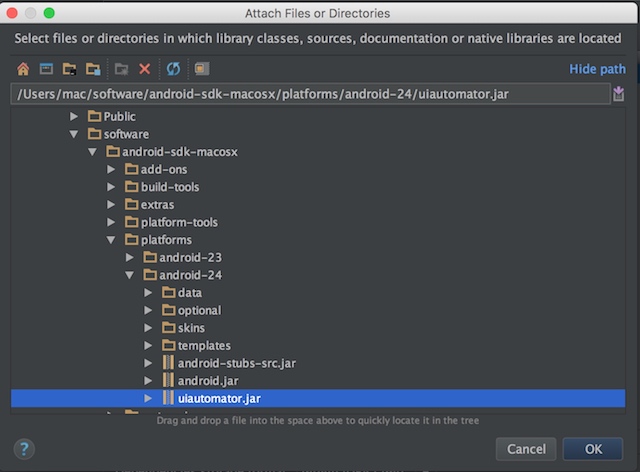 Attach Files or Directories
Select files or directories in which library classes, sources, documentation or native libraries are located
Hide path
/Users/mac/software/android-sdk-macosx/platforms/android-24/uiautomator.jar
Public
software
android-sdk-macosx
add-ons
build-tools
extras
platform-tools
platforms
android-23
android-24
data
optional
skins
templates
android-stubs-src.jar
android.jar
uiautomator.jar
Drag and drop a file into the space above to quickly locate it in the tree
?
Cancel
OK